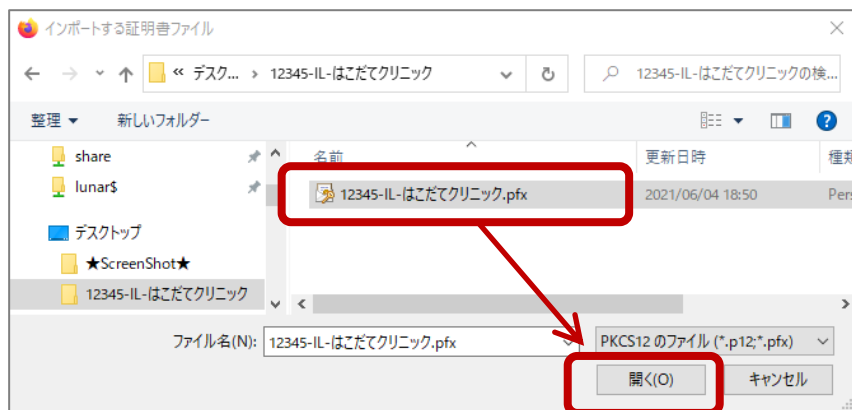 インポートする証明書ファイル
« デスク... › 12345-IL-はこだてクリニック
12345-IL-はこだてクリニックの検...
整理 新しいフォルダー
share
lunar$
デスクトップ
★ScreenShot★
12345-IL-はこだてクリニック
名前 更新日時 種類
12345-IL-はこだてクリニック.pfx 2021/06/04 18:50 Pers
ファイル名(N): 12345-IL-はこだてクリニック.pfx PKCS12 のファイル (*.p12;*.pfx)
開く(O) キャンセル